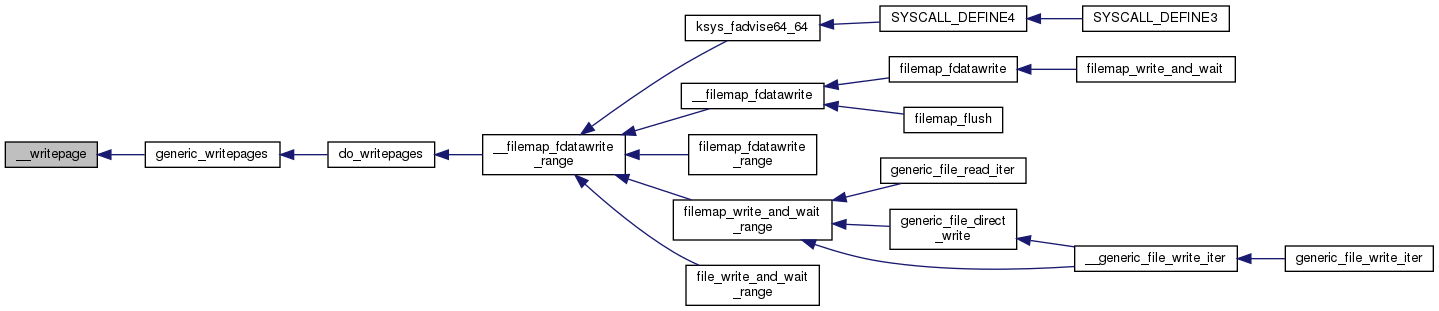 __writepage
generic_writepages
do_writepages
__filemap_fdatawrite
_range
ksys_fadvise64_64
SYSCALL_DEFINE4
SYSCALL_DEFINE3
__filemap_fdatawrite
filemap_fdatawrite
filemap_write_and_wait
filemap_flush
filemap_fdatawrite
_range
filemap_write_and_wait
_range
generic_file_read_iter
generic_file_direct
_write
__generic_file_write_iter
generic_file_write_iter
file_write_and_wait
_range